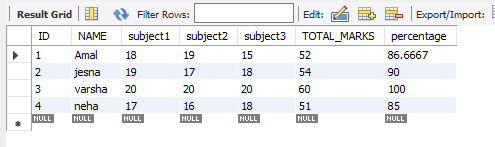 Result Grid Filter Rows: Edit: Export/Import:
ID NAME subject1 subject2 subject3 TOTAL_MARKS percentage
1 Amal 18 19 15 52 86.6667
2 jesna 19 17 18 54 90
3 varsha 20 20 20 60 100
4 neha 17 16 18 51 85
NULL NULL NULL NULL NULL NULL NULL